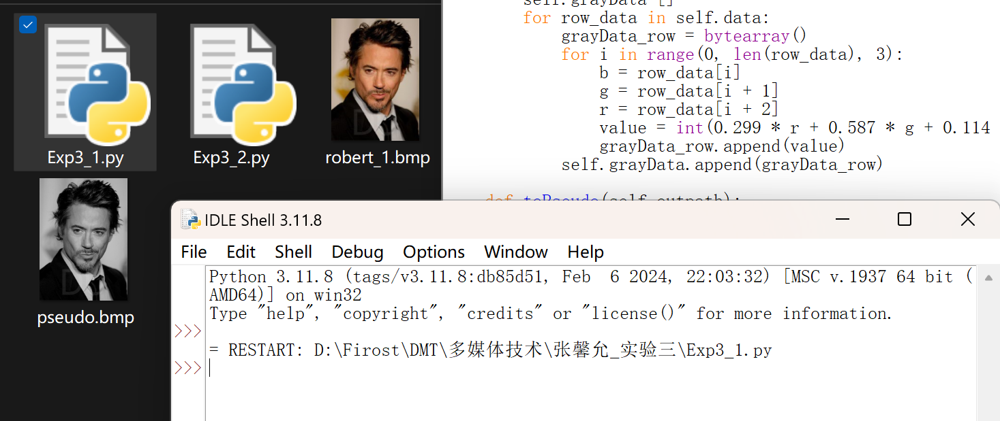 Exp3_1.py
Exp3_2.py
robert_1.bmp
pseudo.bmp
self.grayData []
for row_data in self.data:
grayData_row = bytearray()
for i in range(0, len(row_data), 3):
b = row_data[i]
g = row_data[i + 1]
r = row_data[i + 2]
value = int(0.299 * r + 0.587 * g + 0.114
grayData_row.append(value)
self.grayData.append(grayData_row)
def toPseudo(self,outpath):
IDLE Shell 3.11.8
File Edit Shell Debug Options Window Help
Python 3.11.8 (tags/v3.11.8:db85d51, Feb  6 2024, 22:03:32) [MSC v.1937 64 bit (
AMD64)] on win32
Type "help", "copyright", "credits" or "license()" for more information.
>>>
= RESTART: D:\Firost\DMT\多媒体技术\张馨允_实验三\Exp3_1.py
>>>